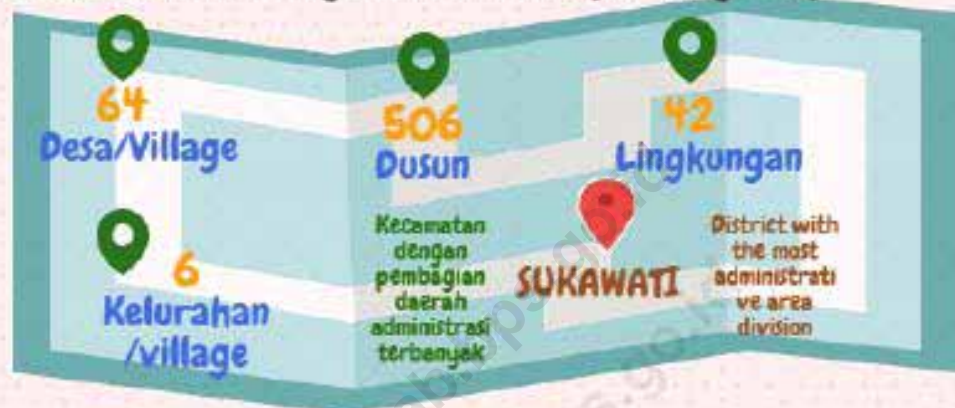 64
Desa/Village
506
Dusun
42
Lingkungan
6
Kelurahan
/village
Kecamatan
dengan
pembagian
daerah
administrasi
terbanyak
SUKAWATI
District with
the most
administrati
ve area
division